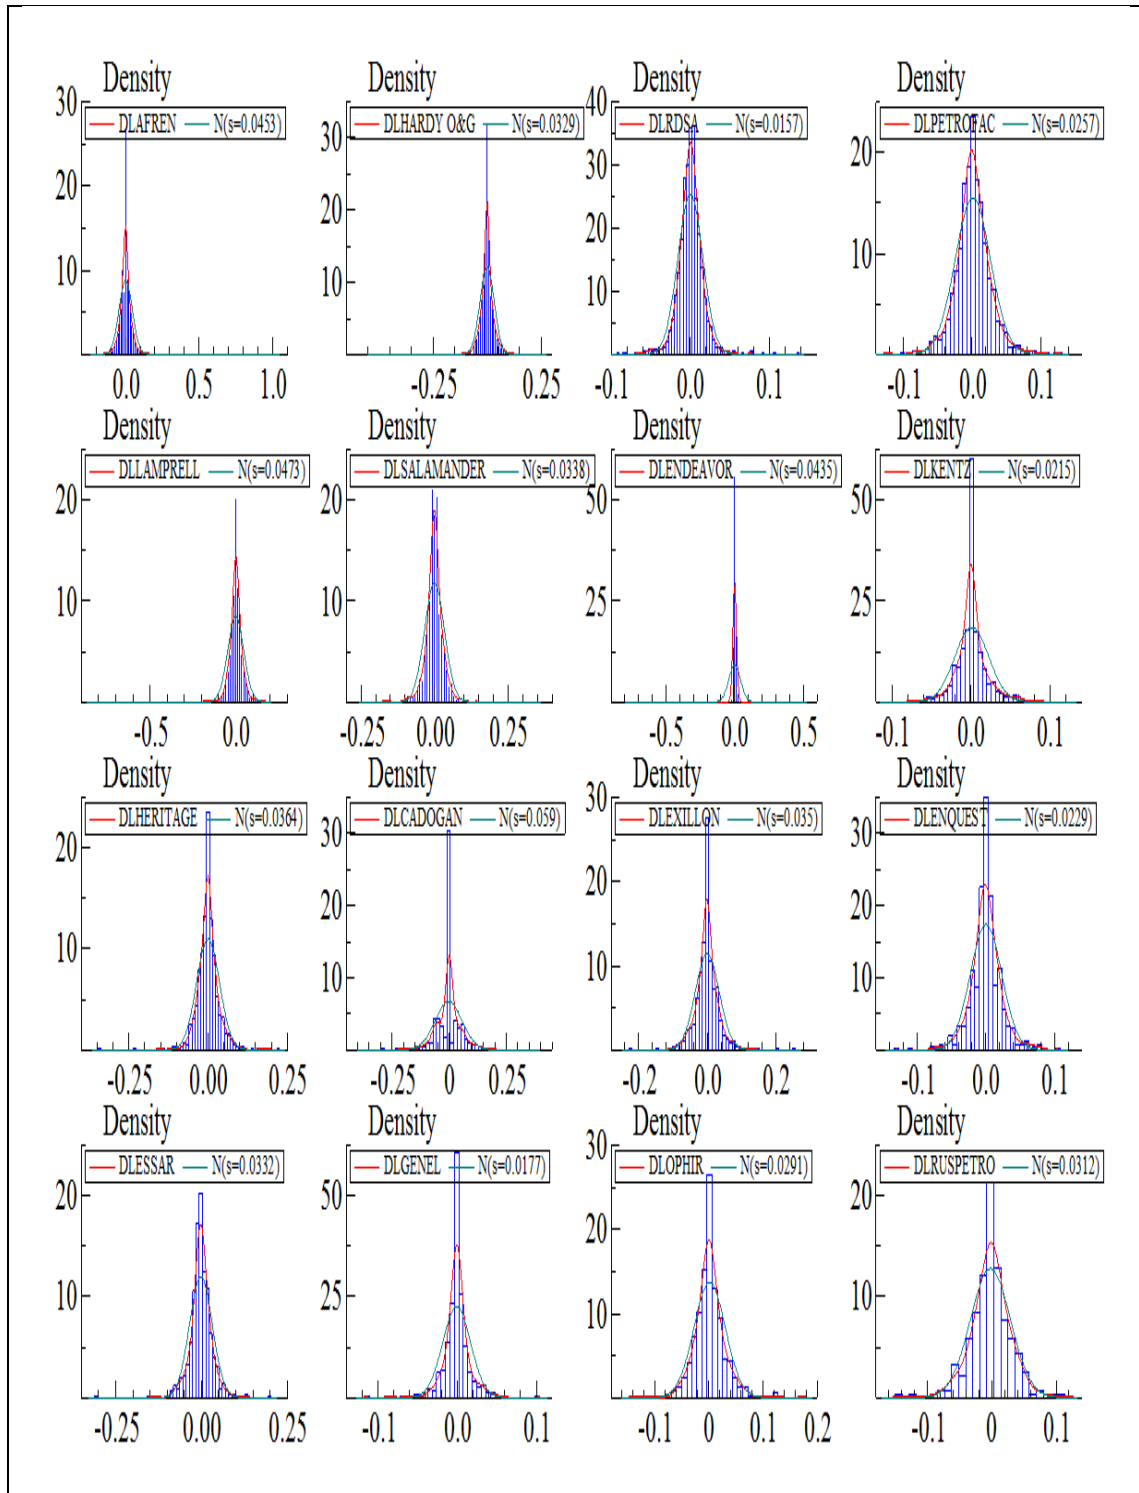 Density Density Density Density
30 DLAFREN N(s=0.0453) 20 10 0.0 0.5 1.0
30 DLHARDY O&G N(s=0.0329) 20 10 -0.25 0.25
40 DLRDSA N(s=0.0157) 30 20 10 -0.1 0.0 0.1
DLPETROFAC N(s=0.0257) 20 10 -0.1 0.0 0.1
Density Density Density Density
DLLAMPRELL N(s=0.0473) 20 10 -0.5 0.0
DLSALAMANDER N(s=0.0338) 20 10 -0.25 0.00 0.25
DLENDEAVOR N(s=0.0435) 50 25 0.0 0.5
DLKENTZ N(s=0.0215) 50 25 -0.1 0.0 0.1
Density Density Density Density
DLHERITAGE N(s=0.0364) 20 10 -0.25 0.00 0.25
DLCADOGAN N(s=0.059) 30 20 10 -0.25 0 0.25
30 DLEXILLON N(s=0.035) 20 10 -0.2 0.0 0.2
30 DLENQUEST N(s=0.0229) 20 10 -0.1 0.0 0.1
Density Density Density Density
DLESSAR N(s=0.0332) 20 10 -0.25 0.00 0.25
DLGENEL N(s=0.0177) 50 25 -0.1 0.0 0.1
30 DLOPHIR N(s=0.0291) 20 10 -0.1 0 0.1 0.2
DLRUSPETRO N(s=0.0312) 20 10 -0.1 0 0.1